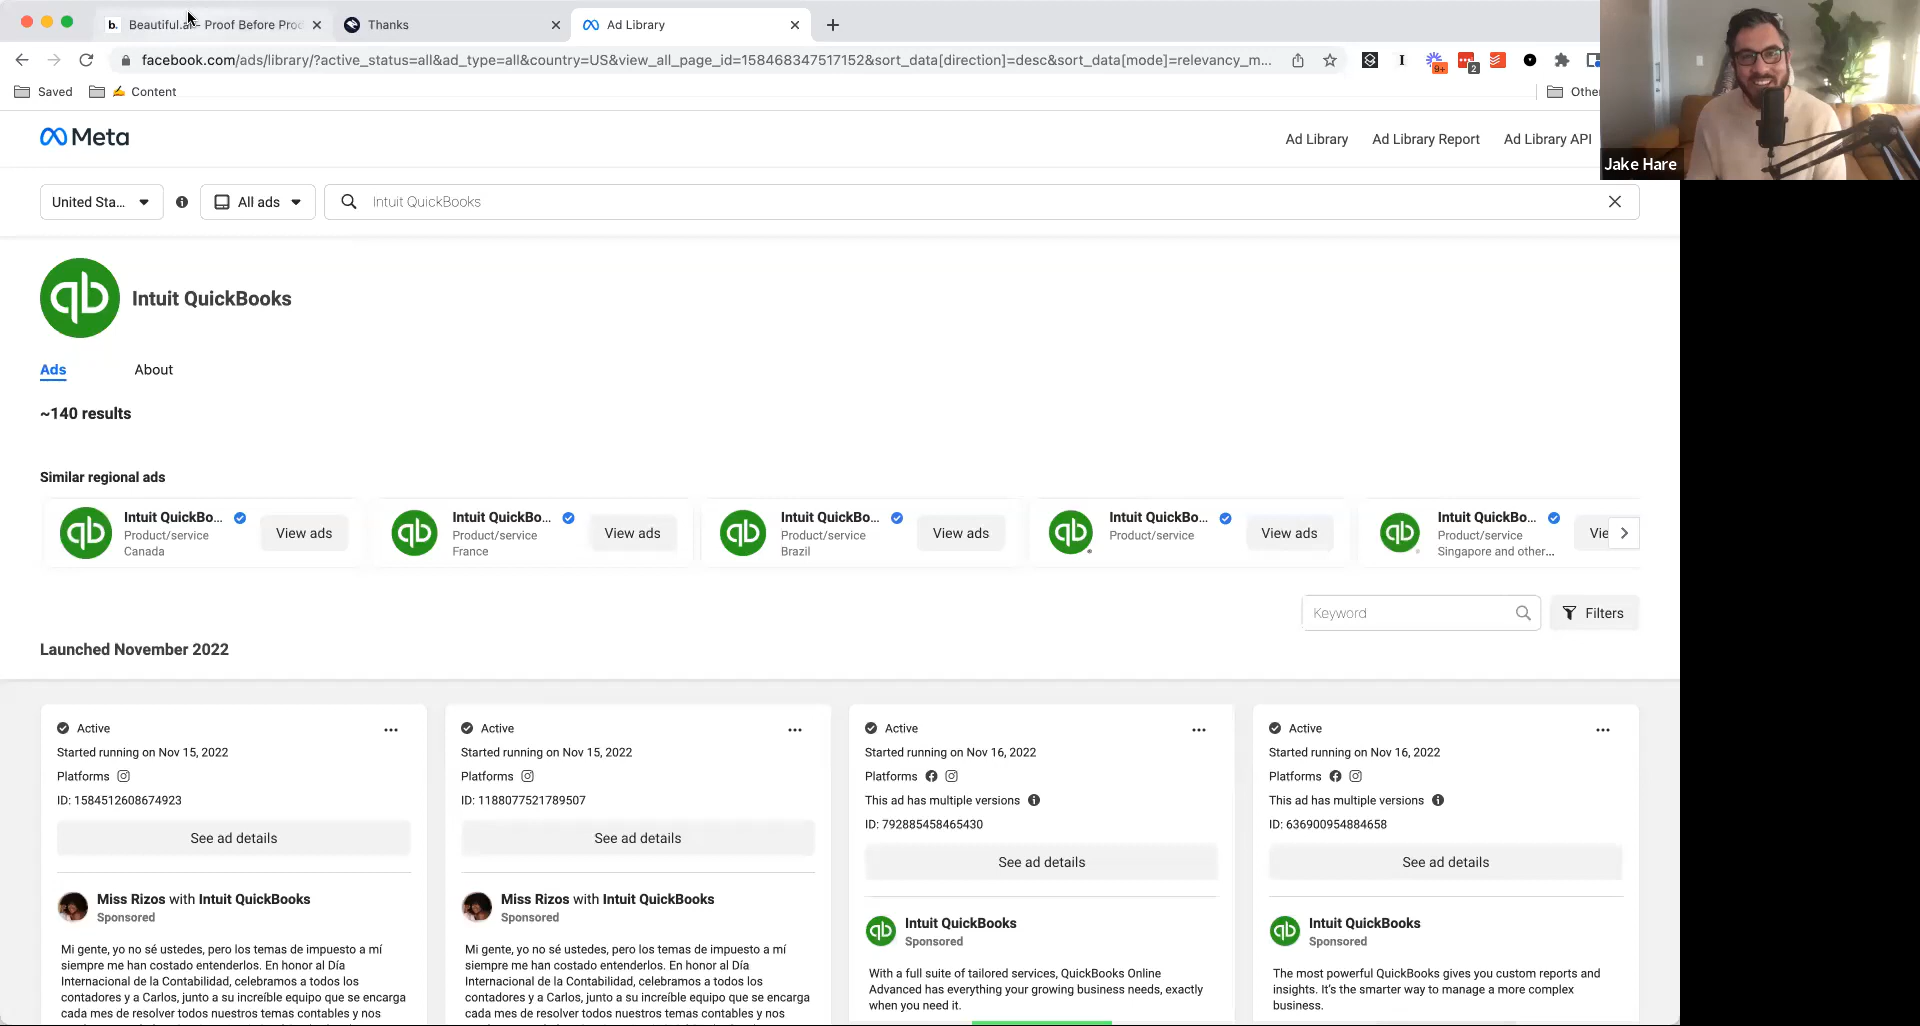 b. Beautiful.ai - Proof Before Prod
Thanks
Ad Library
facebook.com/ads/library/?active_status=all&ad_type=all&country=US&view_all_page_id=158468347517152&sort_data[direction]=desc&sort_data[mode]=relevancy_m...
9+
2
Saved
Content
Other
Jake Hare
Meta
Ad Library
Ad Library Report
Ad Library API
United Sta...
All ads
Intuit QuickBooks
qb
Intuit QuickBooks
Ads
About
~140 results
Similar regional ads
qb
Intuit QuickBo...
Product/service
Canada
View ads
qb
Intuit QuickBo...
Product/service
France
View ads
qb
Intuit QuickBo...
Product/service
Brazil
View ads
qb
Intuit QuickBo...
Product/service
View ads
qb
Intuit QuickBo...
Product/service
Singapore and other...
Vie
Keyword
Filters
Launched November 2022
Active
Started running on Nov 15, 2022
Platforms
ID: 1584512608674923
See ad details
Miss Rizos with Intuit QuickBooks
Sponsored
Mi gente, yo no sé ustedes, pero los temas de impuesto a mí
siempre me han costado entenderlos. En honor al Día
Internacional de la Contabilidad, celebramos a todos los
contadores y a Carlos, junto a su increíble equipo que se encarga
cada mes de resolver todos nuestros temas contables y nos
Active
Started running on Nov 15, 2022
Platforms
ID: 1188077521789507
See ad details
Miss Rizos with Intuit QuickBooks
Sponsored
Mi gente, yo no sé ustedes, pero los temas de impuesto a mí
siempre me han costado entenderlos. En honor al Día
Internacional de la Contabilidad, celebramos a todos los
contadores y a Carlos, junto a su increíble equipo que se encarga
cada mes de resolver todos nuestros temas contables y nos
Active
Started running on Nov 16, 2022
Platforms
This ad has multiple versions
ID: 792885458465430
See ad details
qb
Intuit QuickBooks
Sponsored
With a full suite of tailored services, QuickBooks Online
Advanced has everything your growing business needs, exactly
when you need it.
Active
Started running on Nov 16, 2022
Platforms
This ad has multiple versions
ID: 636900954884658
See ad details
qb
Intuit QuickBooks
Sponsored
The most powerful QuickBooks gives you custom reports and
insights. It's the smarter way to manage a more complex
business.